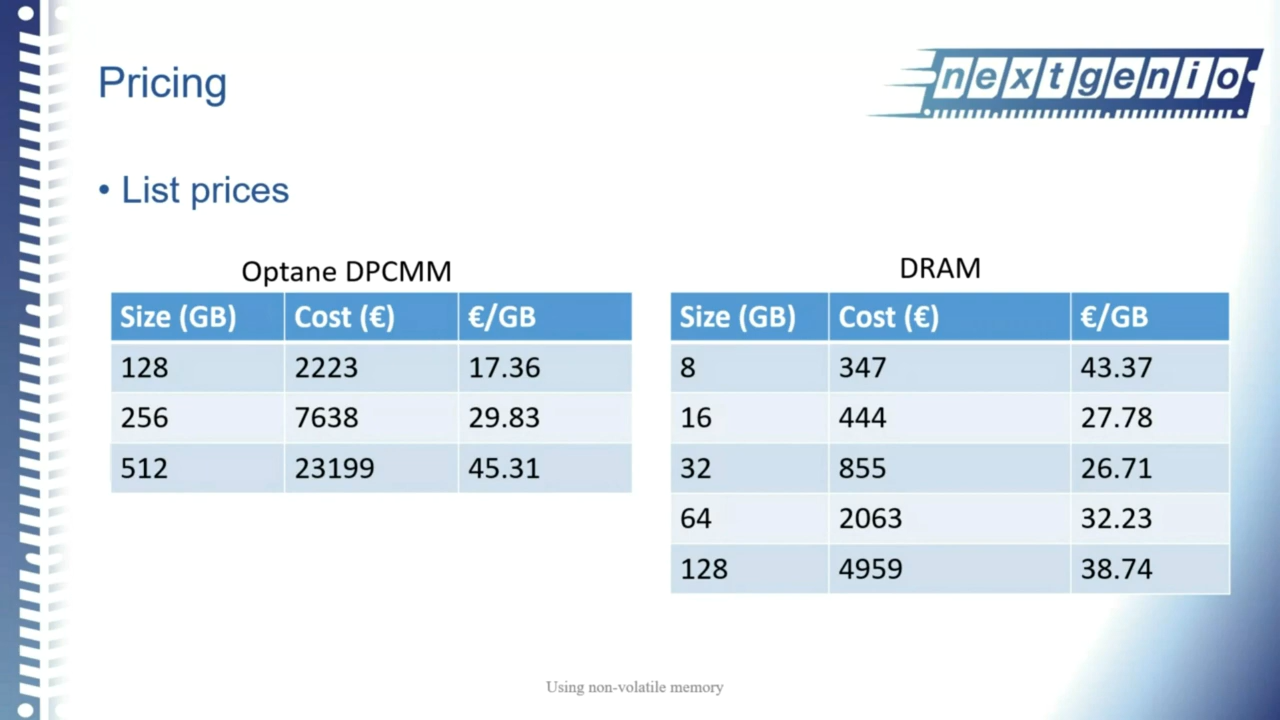 Pricing
nextgenio
• List prices
Optane DPCMM
Size (GB) Cost (€) €/GB
128 2223 17.36
256 7638 29.83
512 23199 45.31
DRAM
Size (GB) Cost (€) €/GB
8 347 43.37
16 444 27.78
32 855 26.71
64 2063 32.23
128 4959 38.74
Using non-volatile memory